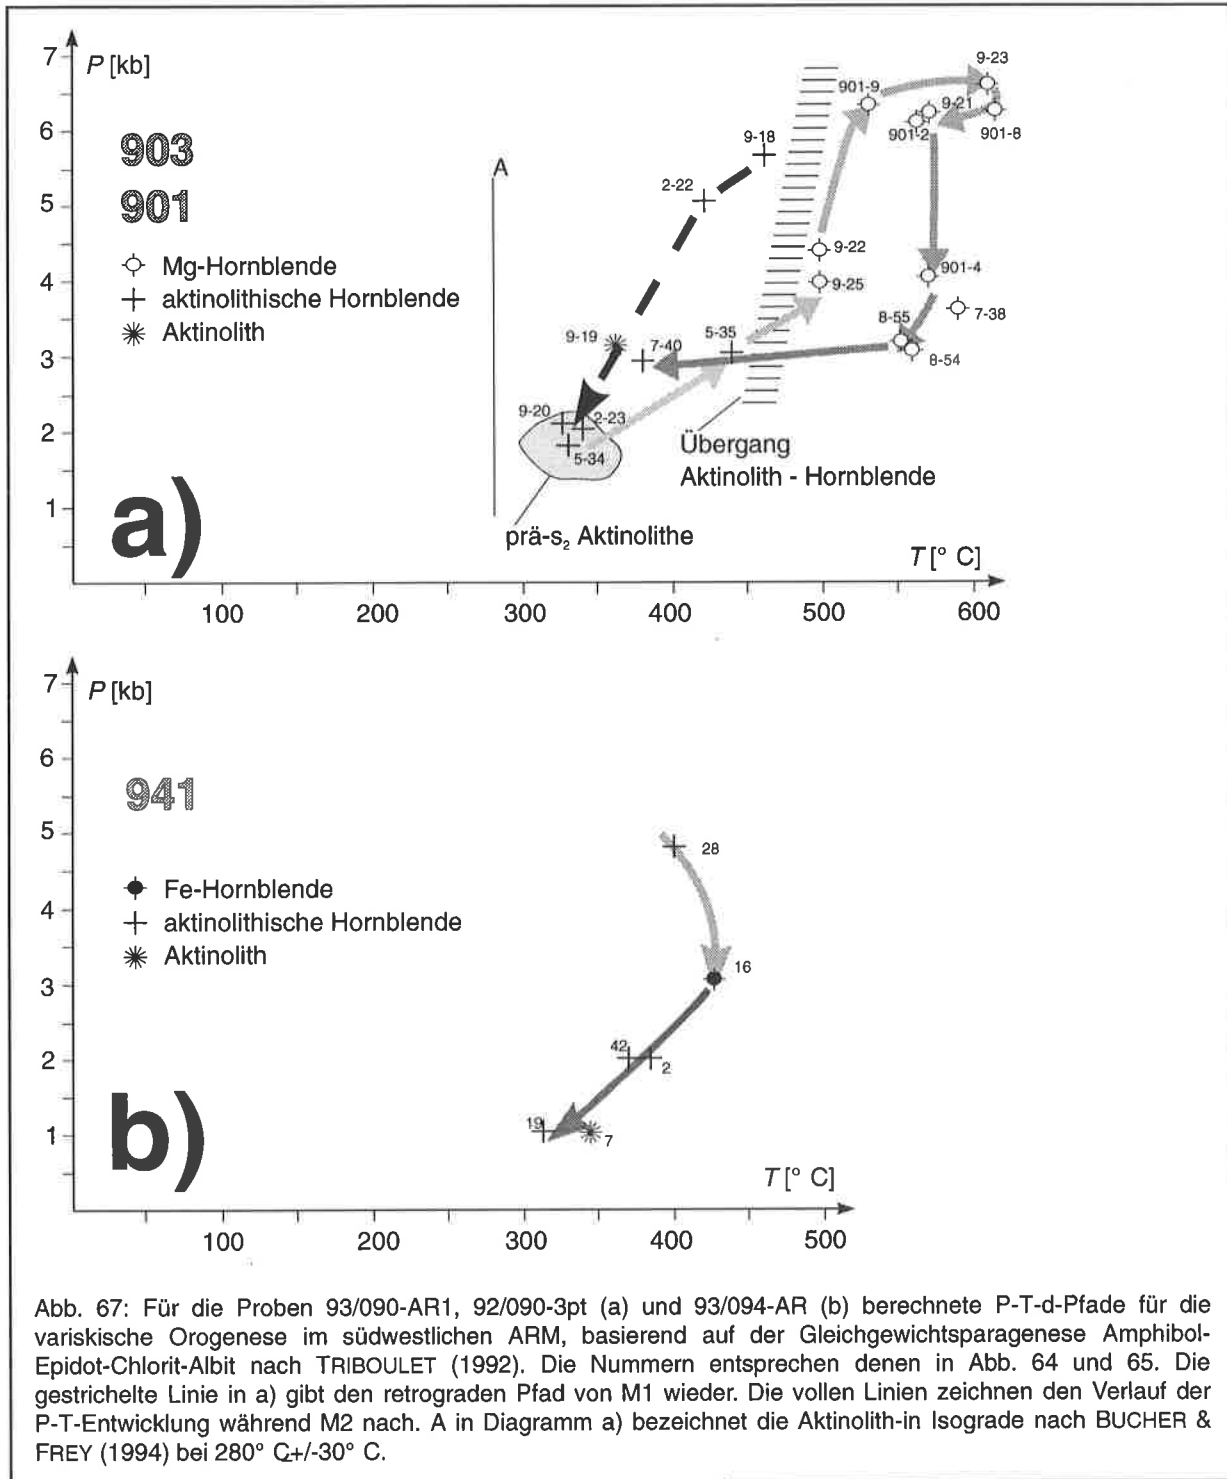 7
P [kb]
a)
903
901
Mg-Hornblende
aktinolithische Hornblende
Aktinolith
6
5
4
3
2
1
A
9-18
2-22
9-19
7-40
5-35
9-20
2-23
5-34
901-9
9-23
9-21
901-2
901-8
9-22
9-25
901-4
7-38
8-55
8-54
Übergang
Aktinolith - Hornblende
prä-s₂ Aktinolithe
T [° C]
100 200 300 400 500 600
7
P [kb]
6
5
4
3
2
1
941
Fe-Hornblende
aktinolithische Hornblende
Aktinolith
28
16
42
2
19
7
b)
T [° C]
100 200 300 400 500
Abb. 67: Für die Proben 93/090-AR1, 92/090-3pt (a) und 93/094-AR (b) berechnete P-T-d-Pfade für die
variskische Orogenese im südwestlichen ARM, basierend auf der Gleichgewichtsparagenese Amphibol-
Epidot-Chlorit-Albit nach TRIBOULET (1992). Die Nummern entsprechen denen in Abb. 64 und 65. Die
gestrichelte Linie in a) gibt den retrograden Pfad von M1 wieder. Die vollen Linien zeichnen den Verlauf der
P-T-Entwicklung während M2 nach. A in Diagramm a) bezeichnet die Aktinolith-in Isograde nach BUCHER &
FREY (1994) bei 280° C+/-30° C.